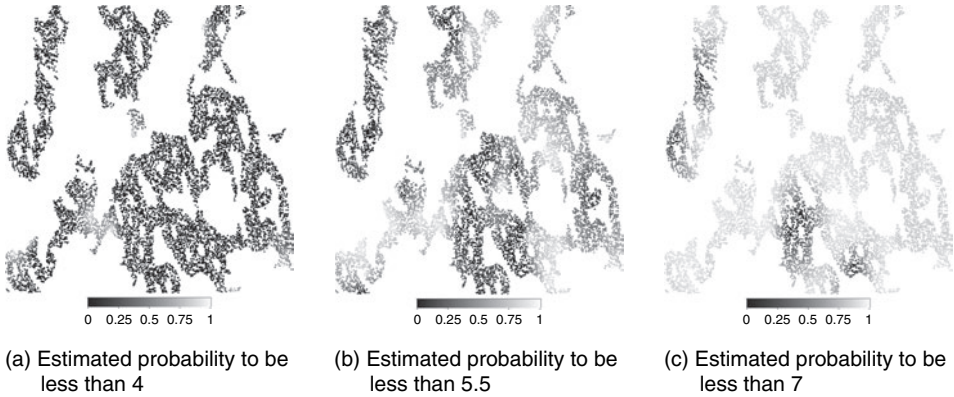 0 0.25 0.5 0.75 1
0 0.25 0.5 0.75 1
0 0.25 0.5 0.75 1
(a) Estimated probability to be
less than 4
(b) Estimated probability to be
less than 5.5
(c) Estimated probability to be
less than 7